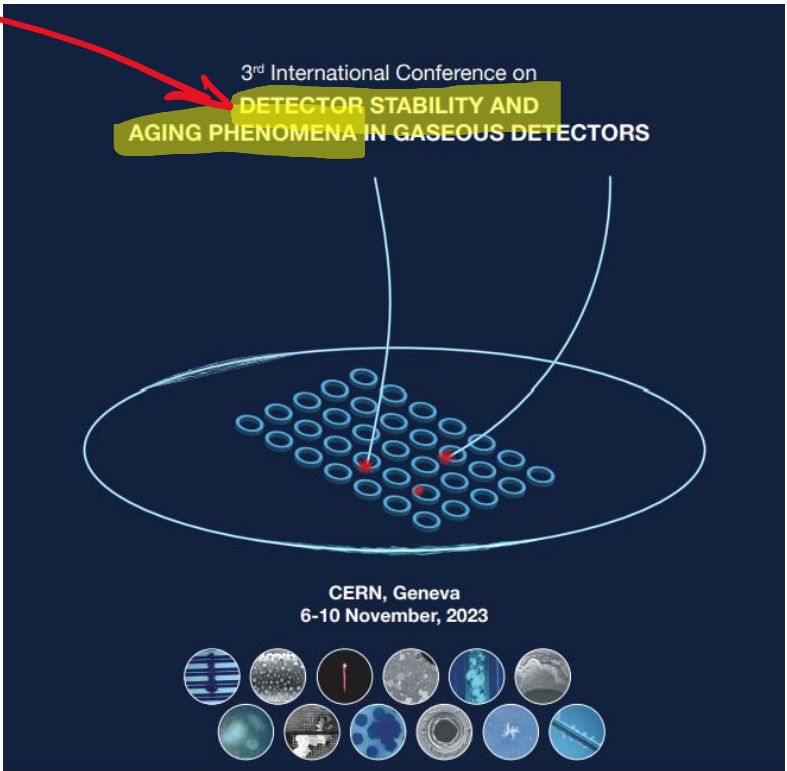 3rd International Conference on
DETECTOR STABILITY AND
AGING PHENOMENA IN GASEOUS DETECTORS
CERN, Geneva
6-10 November, 2023